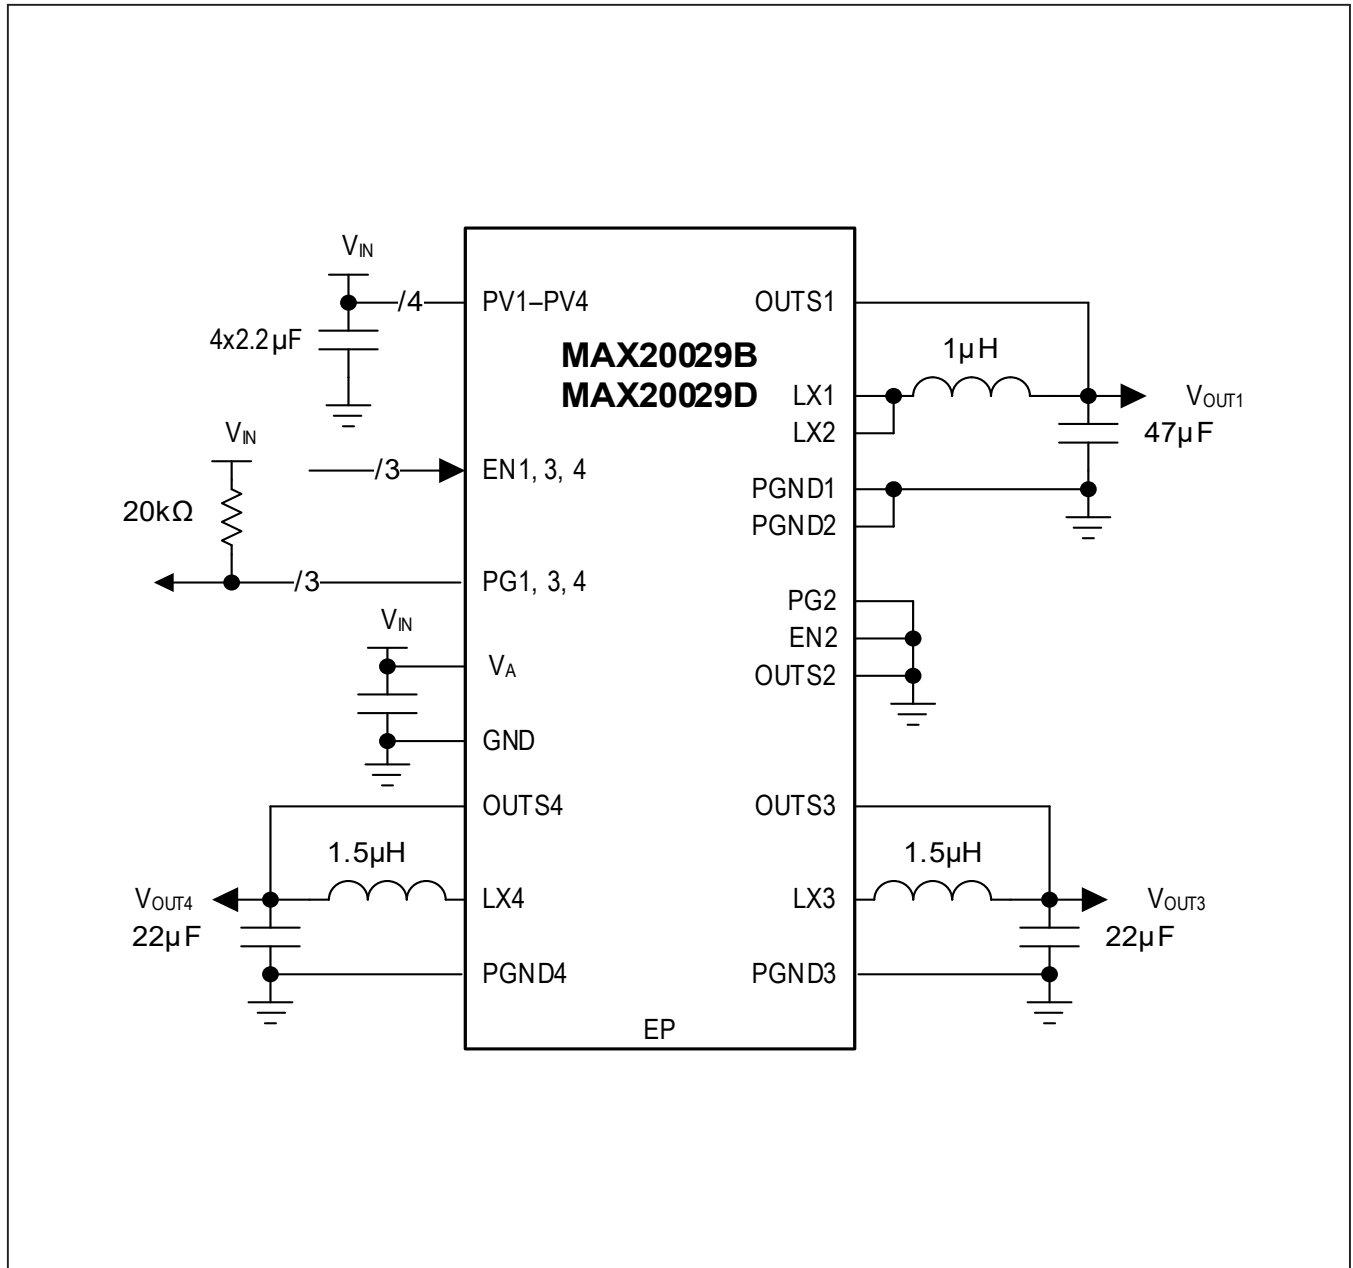 V_IN
/4
PV1–PV4
OUTS1
4x2.2µF
MAX20029B
MAX20029D
1µH
LX1
V_OUT1
LX2
47µF
V_IN
/3
EN1, 3, 4
PGND1
20kΩ
PGND2
/3
PG1, 3, 4
PG2
V_IN
EN2
V_A
OUTS2
GND
OUTS4
OUTS3
1.5µH
1.5µH
V_OUT4
LX4
LX3
V_OUT3
22µF
22µF
PGND4
PGND3
EP